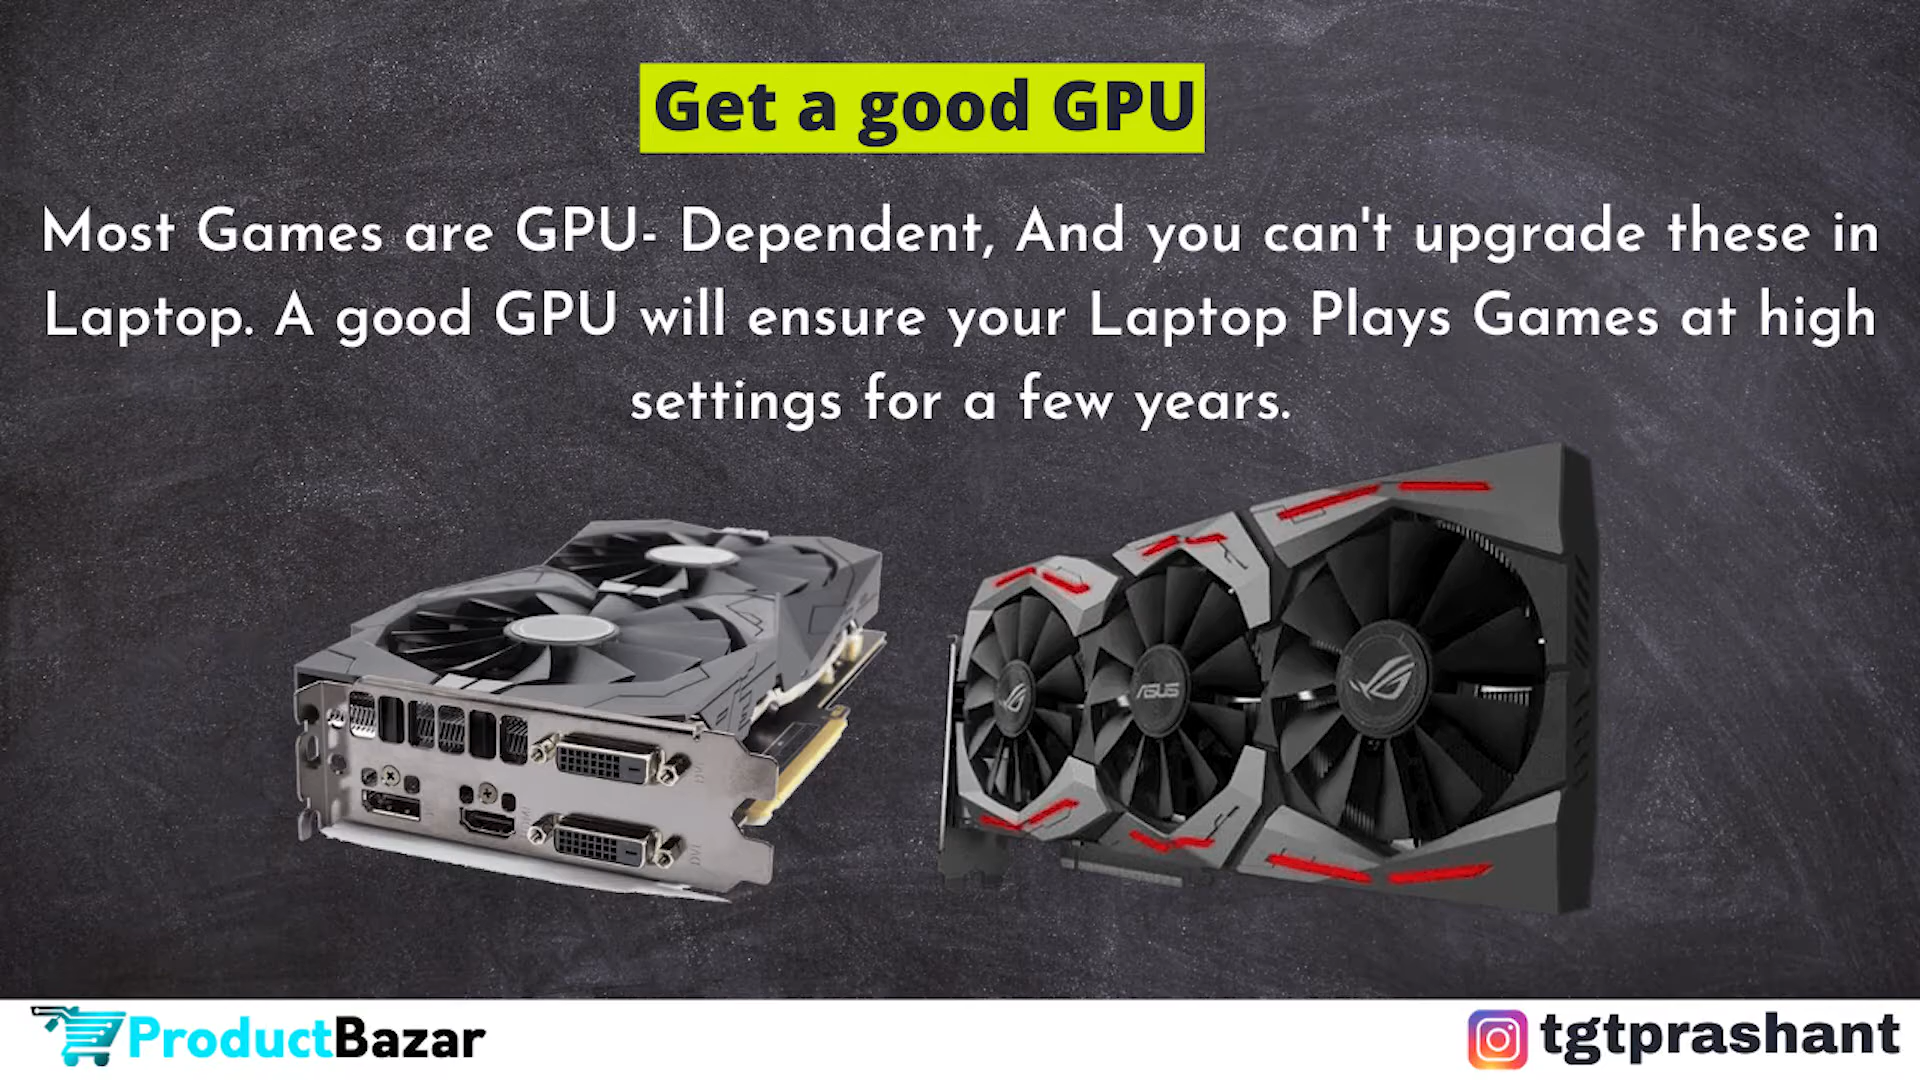 Get a good GPU
Most Games are GPU- Dependent, And you can't upgrade these in
Laptop. A good GPU will ensure your Laptop Plays Games at high
settings for a few years.
ASUS
ProductBazar
tgtprashant